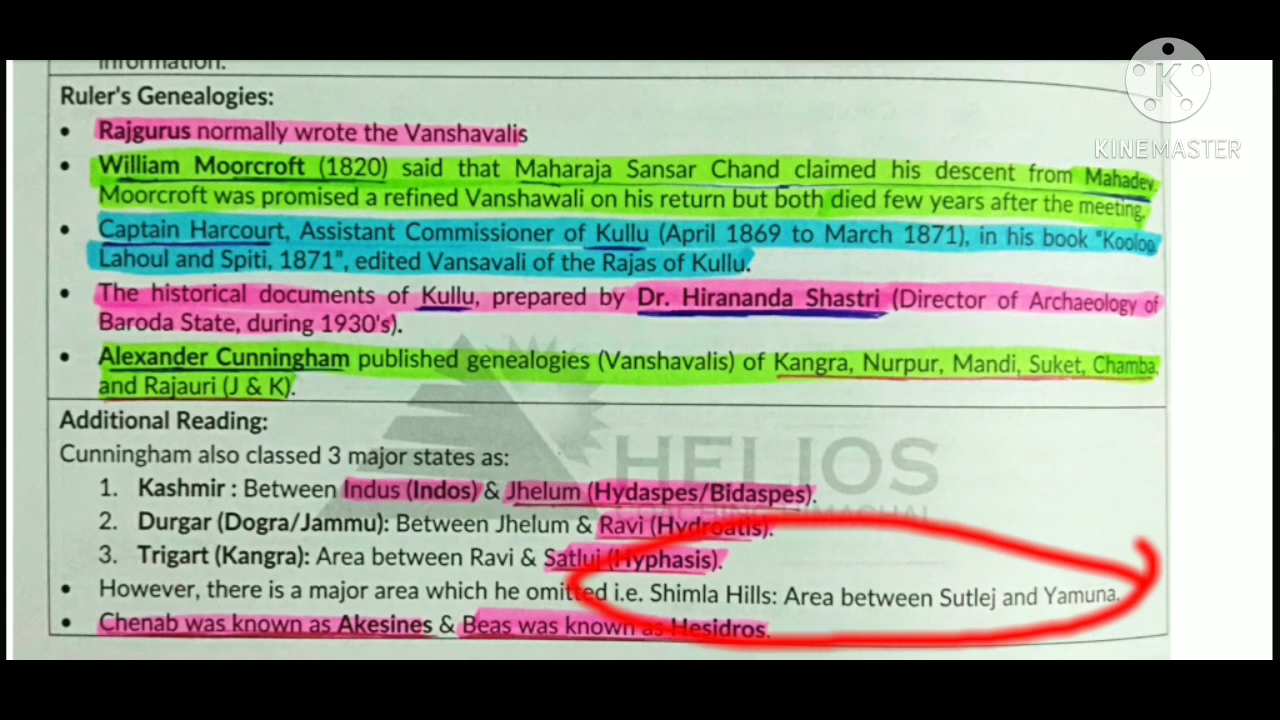 information.
Ruler's Genealogies:
• Rajgurus normally wrote the Vanshavalis
• William Moorcroft (1820) said that Maharaja Sansar Chand claimed his descent from Mahadev.
Moorcroft was promised a refined Vanshawali on his return but both died few years after the meeting.
• Captain Harcourt, Assistant Commissioner of Kullu (April 1869 to March 1871), in his book "Kooloo,
Lahoul and Spiti, 1871", edited Vansavali of the Rajas of Kullu.
• The historical documents of Kullu, prepared by Dr. Hirananda Shastri (Director of Archaeology of
Baroda State, during 1930's).
• Alexander Cunningham published genealogies (Vanshavalis) of Kangra, Nurpur, Mandi, Suket, Chamba,
and Rajauri (J & K).
Additional Reading:
Cunningham also classed 3 major states as:
1. Kashmir : Between Indus (Indos) & Jhelum (Hydaspes/Bidaspes).
2. Durgar (Dogra/Jammu): Between Jhelum & Ravi (Hydroatis).
3. Trigart (Kangra): Area between Ravi & Satluj (Hyphasis).
• However, there is a major area which he omitted i.e. Shimla Hills: Area between Sutlej and Yamuna.
• Chenab was known as Akesines & Beas was known as Hesidros.
HELIOS
K
KINEMASTER